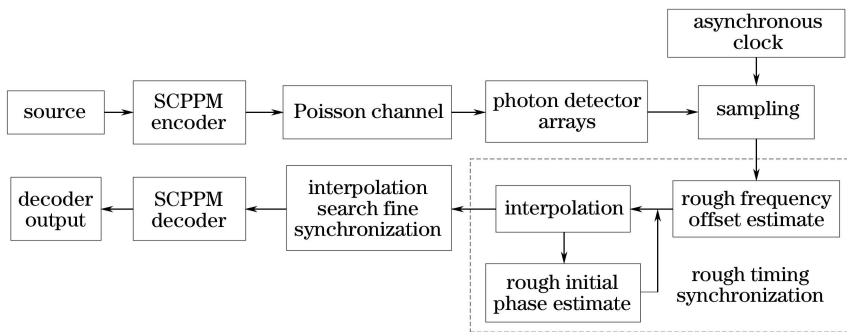 asynchronous
clock
source
SCPPM
encoder
Poisson channel
photon detector
arrays
sampling
decoder
output
SCPPM
decoder
interpolation
search fine
synchronization
interpolation
rough frequency
offset estimate
rough initial
phase estimate
rough timing
synchronization